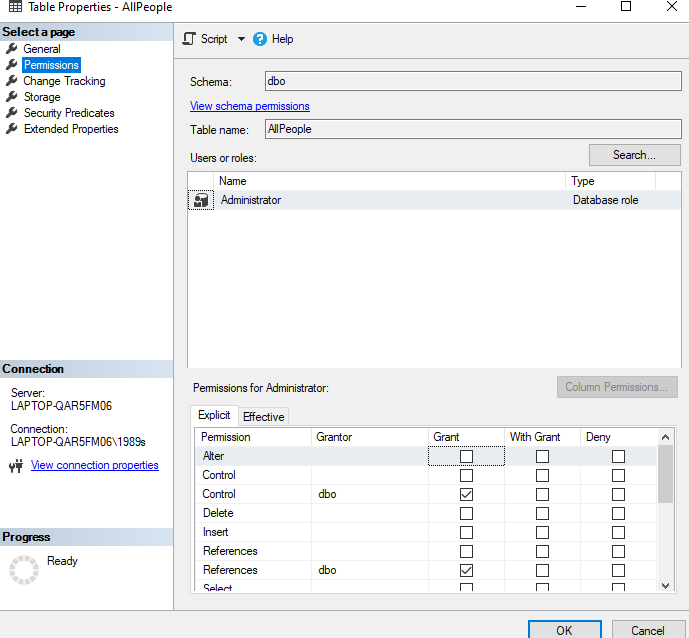 Table Properties - AllPeople
Select a page
General
Permissions
Change Tracking
Storage
Security Predicates
Extended Properties
Connection
Server:
LAPTOP-QAR5FM06
Connection:
LAPTOP-QAR5FM06\1989s
View connection properties
Progress
Ready
Script Help
Schema: dbo
View schema permissions
Table name: AllPeople
Users or roles: Search...
Name Type
Administrator Database role
Permissions for Administrator: Column Permissions...
Explicit Effective
Permission Grantor Grant With Grant Deny
Alter
Control
Control dbo
Delete
Insert
References
References dbo
Select
OK Cancel